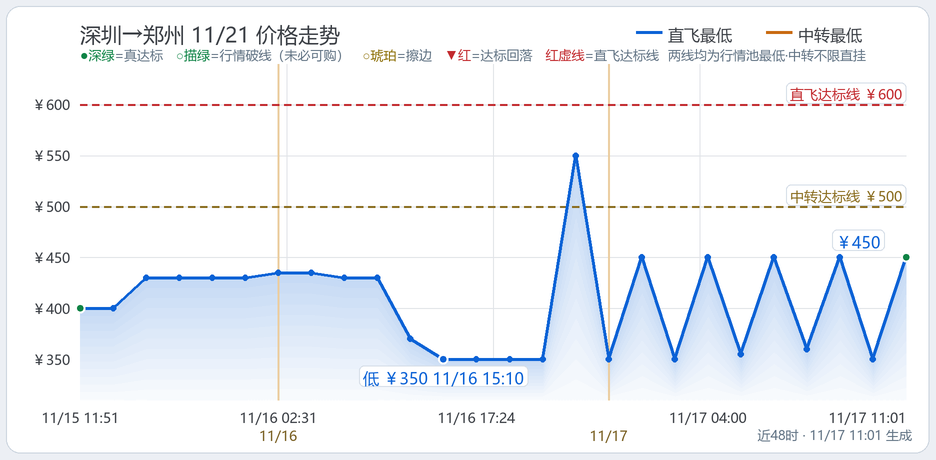 深圳→郑州 11/21 价格走势
直飞最低 中转最低
●深绿=真达标 ○描绿=行情破线（未必可购） ○琥珀=擦边 ▼红=达标回落 红虚线=直飞达标线 两线均为行情池最低·中转不限直挂
¥600
直飞达标线 ¥600
¥550
¥500
中转达标线 ¥500
¥450
¥450
¥400
¥350
低 ¥350 11/16 15:10
11/15 11:51 11/16 02:31 11/16 17:24 11/17 04:00 11/17 11:01
11/16 11/17
近48时 · 11/17 11:01 生成